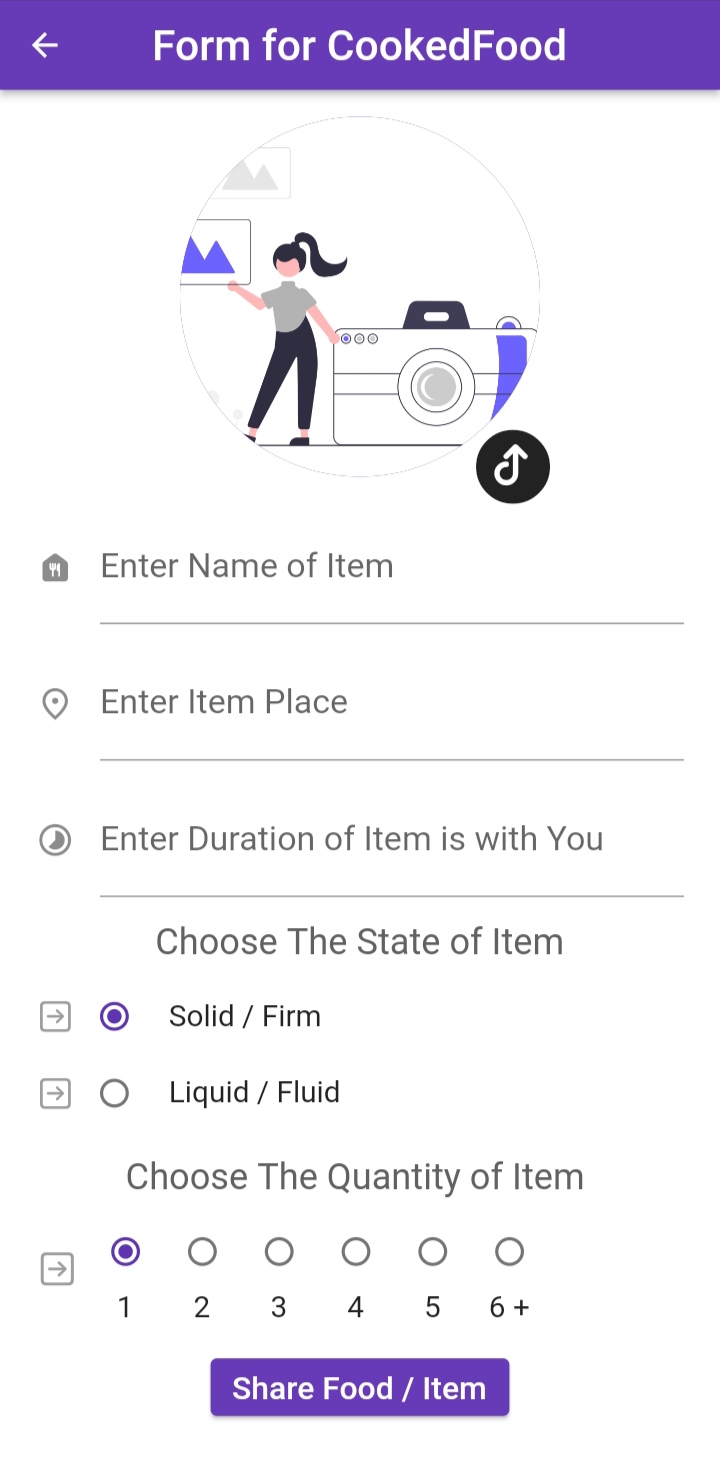 Form for CookedFood
Enter Name of Item
Enter Item Place
Enter Duration of Item is with You
Choose The State of Item
Solid / Firm
Liquid / Fluid
Choose The Quantity of Item
1 2 3 4 5 6 +
Share Food / Item